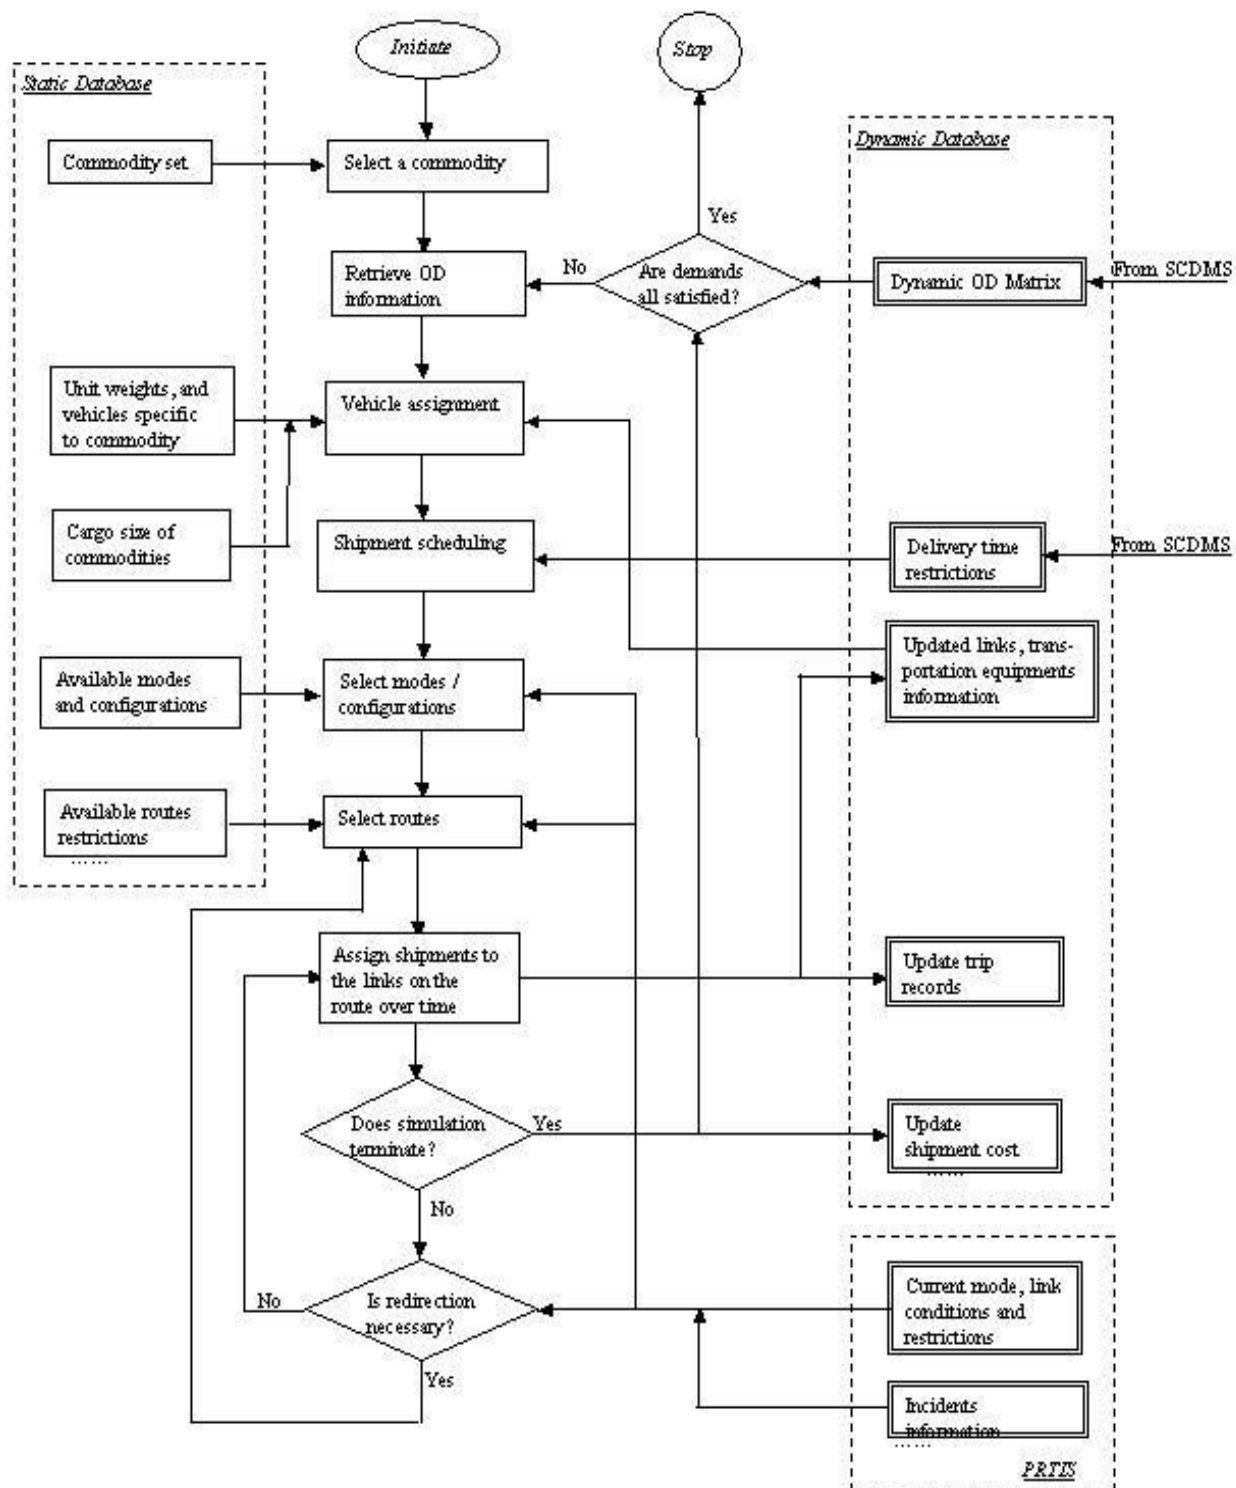 Initiate
Stop
Static Database
Dynamic Database
Commodity set
Select a commodity
Yes
Retrieve OD
information
No
Are demands
all satisfied?
Dynamic OD Matrix
From SCDMS
Unit weights, and
vehicles specific
to commodity
Vehicle assignment
Cargo size of
commodities
Shipment scheduling
Delivery time
restrictions
From SCDMS
Updated links, trans-
portation equipments
information
Available modes
and configurations
Select modes /
configurations
Available routes
restrictions
……
Select routes
Assign shipments to
the links on the
route over time
Update trip
records
Does simulation
terminate?
Yes
Update
shipment cost
……
No
Is redirection
necessary?
No
Yes
Current mode, link
conditions and
restrictions
Incidents
information
……
PRTIS